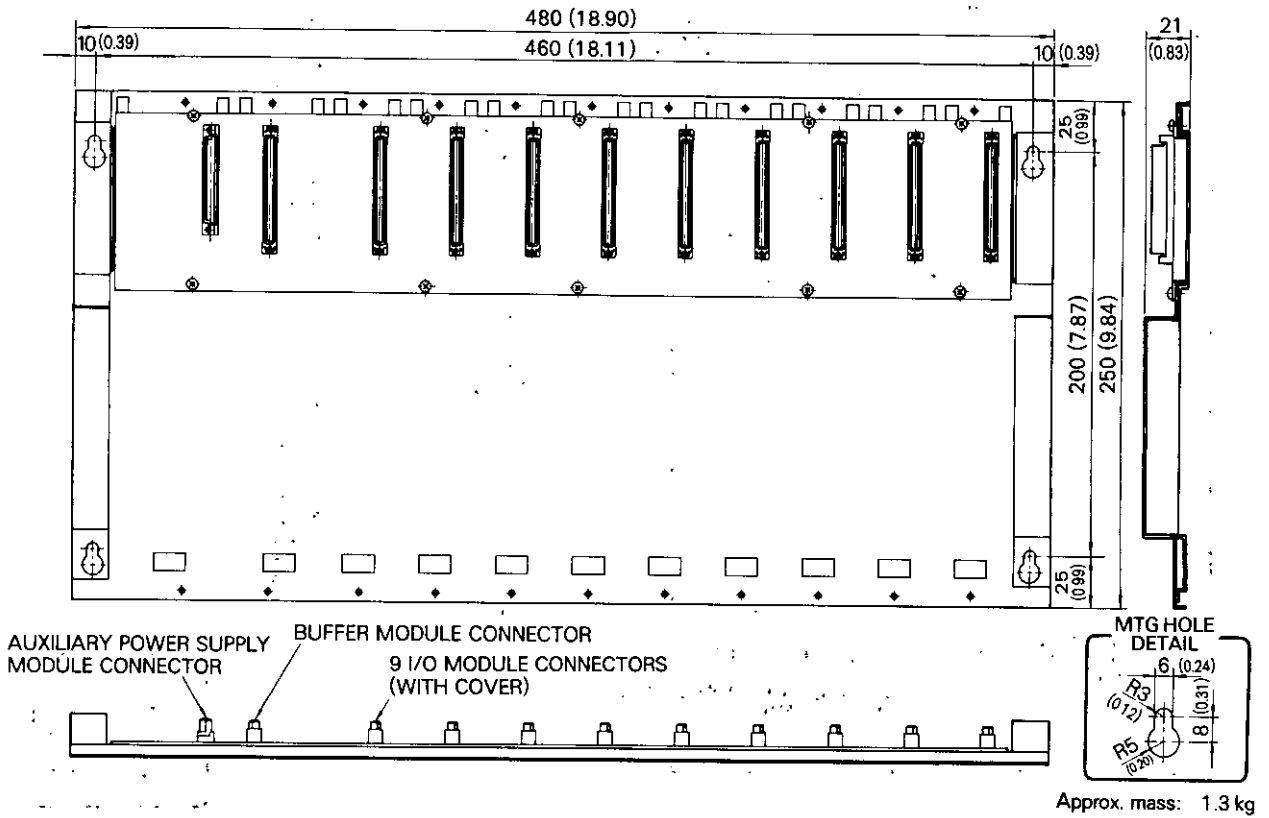 480 (18.90)
21
10 (0.39)
460 (18.11)
10 (0.39)
(0.83)
25
(0.99)
200 (7.87)
250 (9.84)
25
(0.99)
AUXILIARY POWER SUPPLY
MODULE CONNECTOR
BUFFER MODULE CONNECTOR
9 I/O MODULE CONNECTORS
(WITH COVER)
MTG HOLE
DETAIL
6 (0.24)
R3
(012)
8 (0.31)
R5
(0.20)
Approx. mass: 1.3 kg